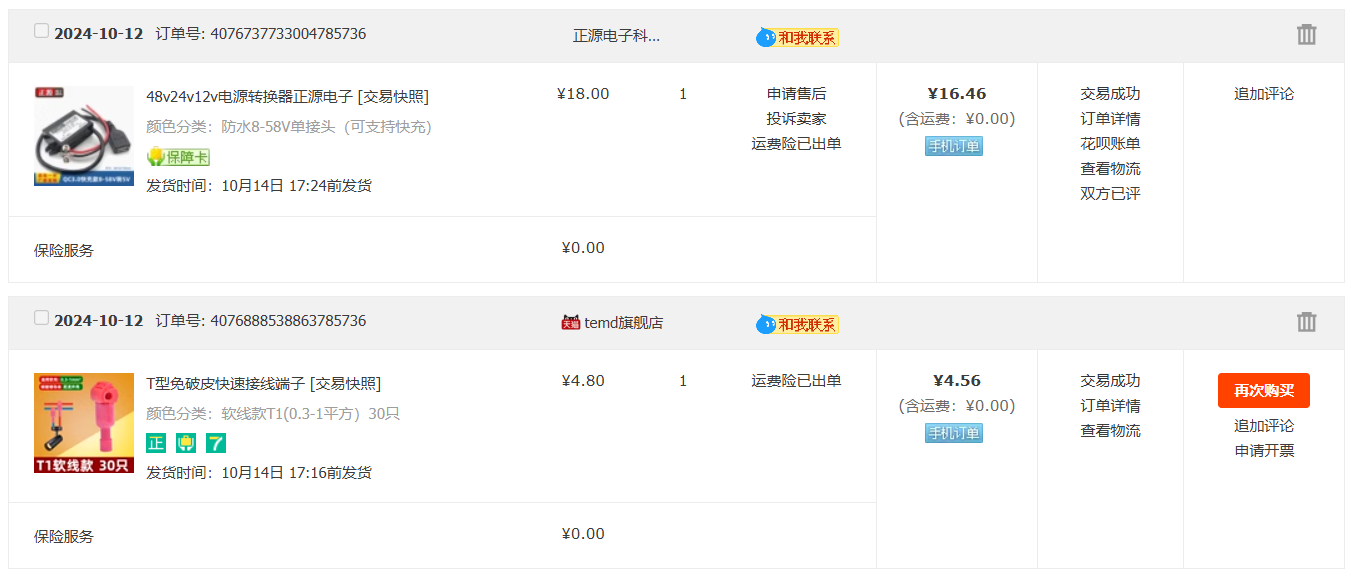 2024-10-12 订单号: 4076737733004785736 正源电子科... 和我联系
48v24v12v电源转换器正源电子 [交易快照] ¥18.00 1 申请售后 ¥16.46 交易成功 追加评论
颜色分类：防水8-58V单接头（可支持快充） 投诉卖家 (含运费：¥0.00) 订单详情
保障卡 运费险已出单 手机订单 花呗账单
查看物流
发货时间：10月14日 17:24前发货 双方已评
保险服务 ¥0.00
2024-10-12 订单号: 4076888538863785736 天猫 temd旗舰店 和我联系
T型免破皮快速接线端子 [交易快照] ¥4.80 1 运费险已出单 ¥4.56 交易成功 再次购买
颜色分类：软线款T1(0.3-1平方）30只 (含运费：¥0.00) 订单详情 追加评论
正 7 手机订单 查看物流 申请开票
T1软线款 30只
发货时间：10月14日 17:16前发货
保险服务 ¥0.00